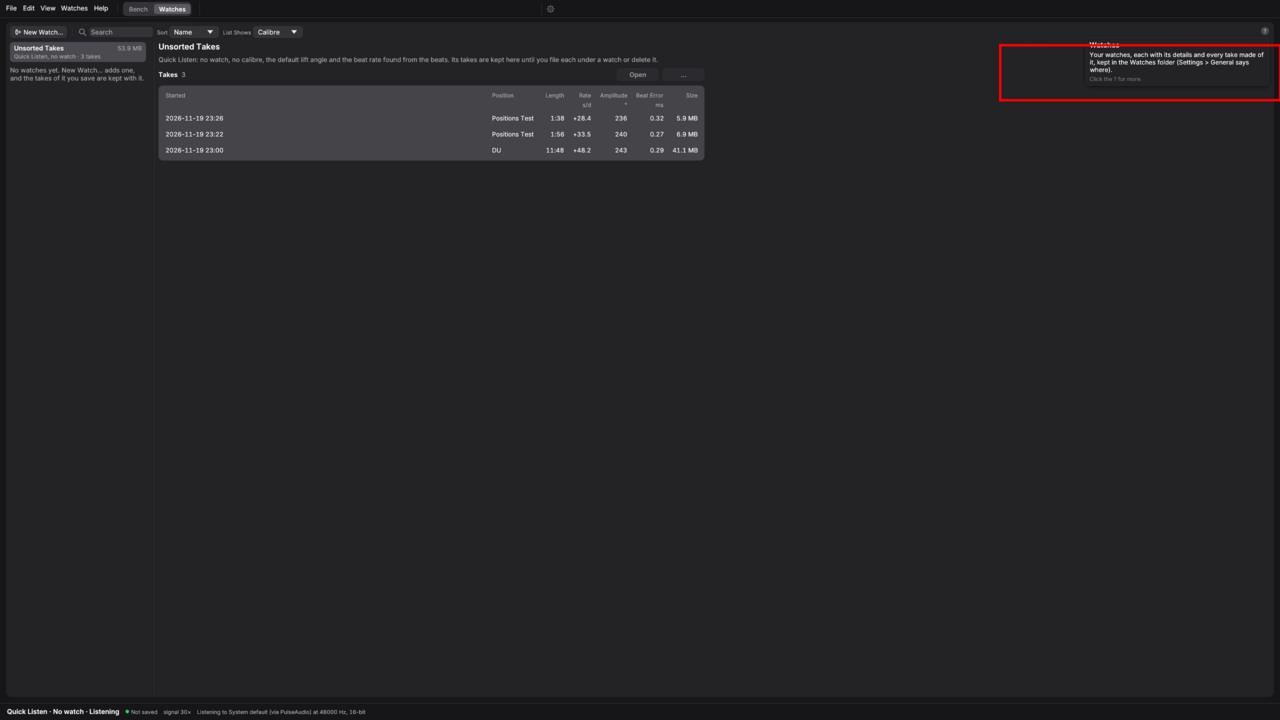 File Edit View Watches Help Bench Watches
New Watch... Search Sort Name List Shows Calibre ?
Unsorted Takes 53.9 MB
Quick Listen, no watch · 3 takes
No watches yet. New Watch... adds one,
and the takes of it you save are kept with it.
Unsorted Takes
Quick Listen: no watch, no calibre, the default lift angle and the beat rate found from the beats. Its takes are kept here until you file each under a watch or delete it.
Takes 3 Open ...
Started Position Length Rate Amplitude Beat Error Size
s/d ° ms
2026-11-19 23:26 Positions Test 1:38 +28.4 236 0.32 5.9 MB
2026-11-19 23:22 Positions Test 1:56 +33.5 240 0.27 6.9 MB
2026-11-19 23:00 DU 11:48 +48.2 243 0.29 41.1 MB
Watches
Your watches, each with its details and every take made of
it, kept in the Watches folder (Settings > General says
where).
Click the ? for more.
Quick Listen · No watch · Listening Not saved signal 30× Listening to System default (via PulseAudio) at 48000 Hz, 16-bit